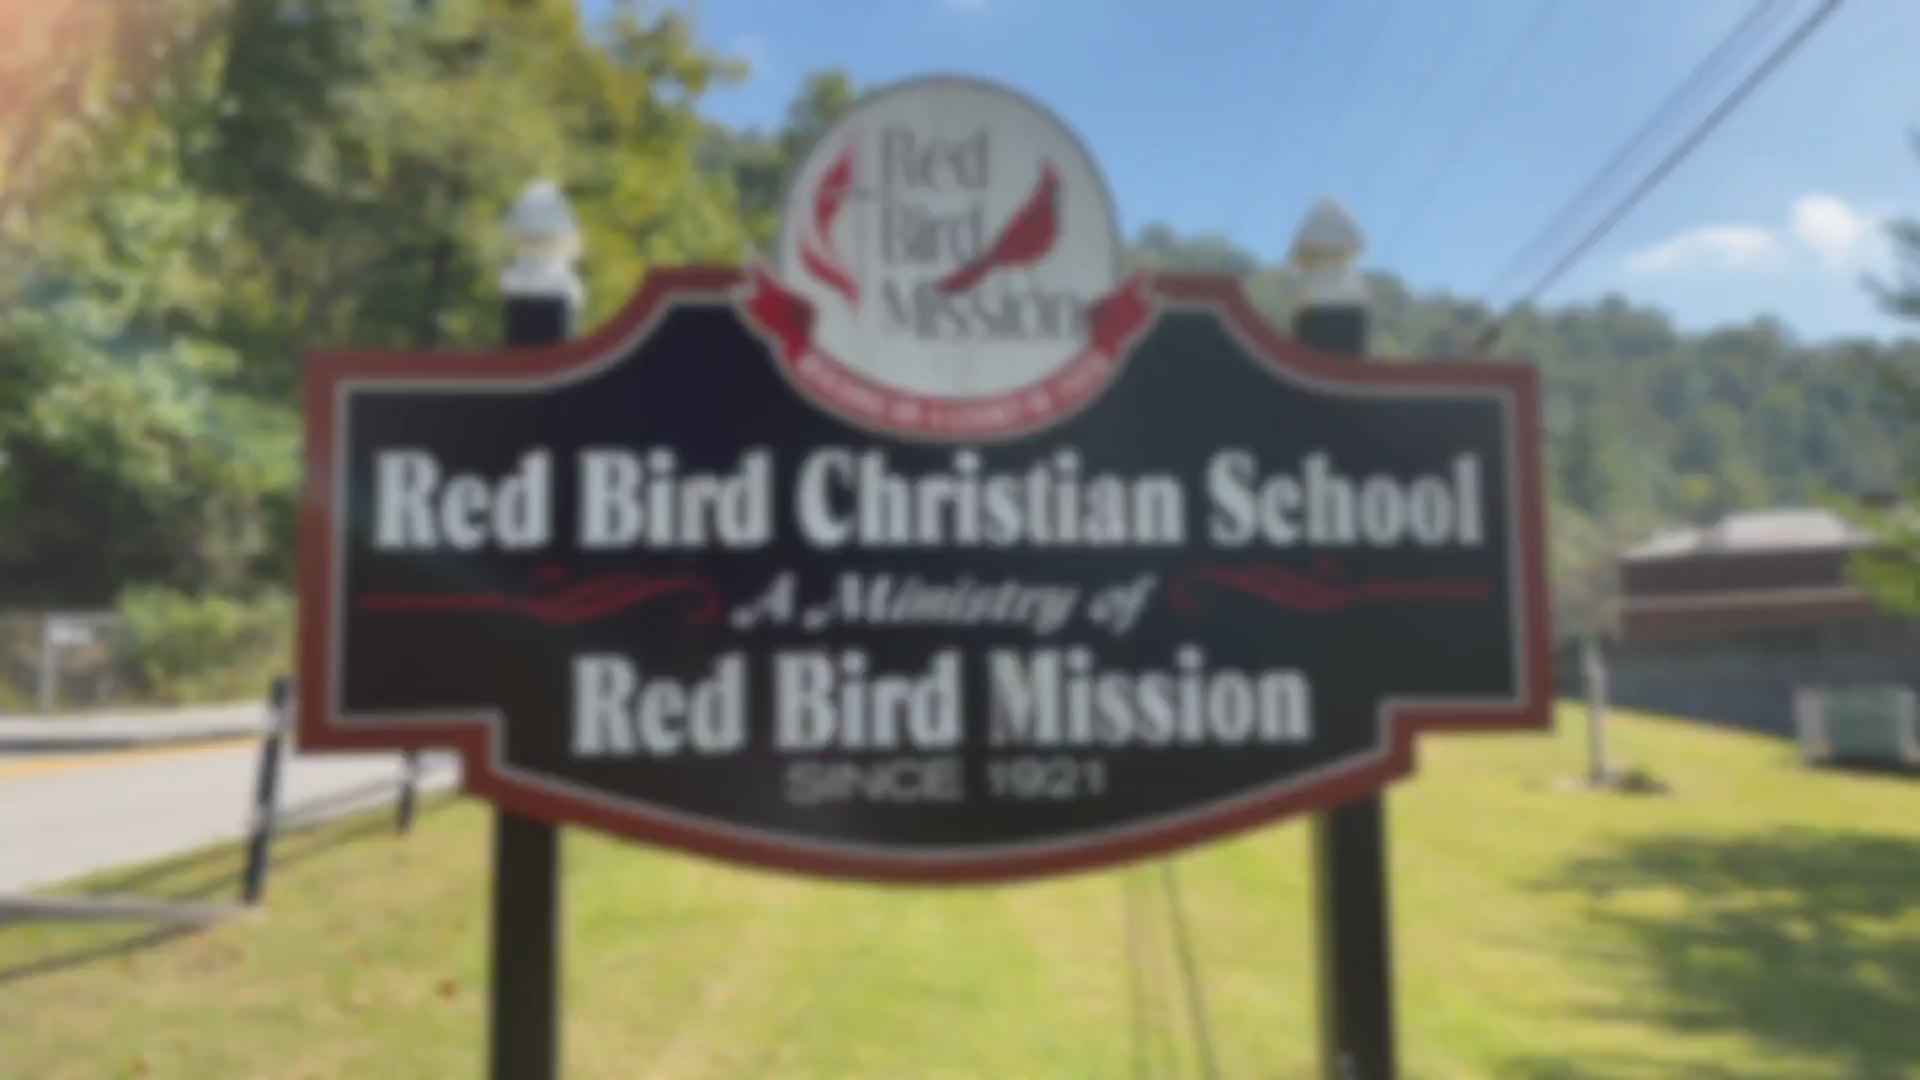 Red
Bird
Mission
Red Bird Christian School
A Ministry of
Red Bird Mission
SINCE 1921